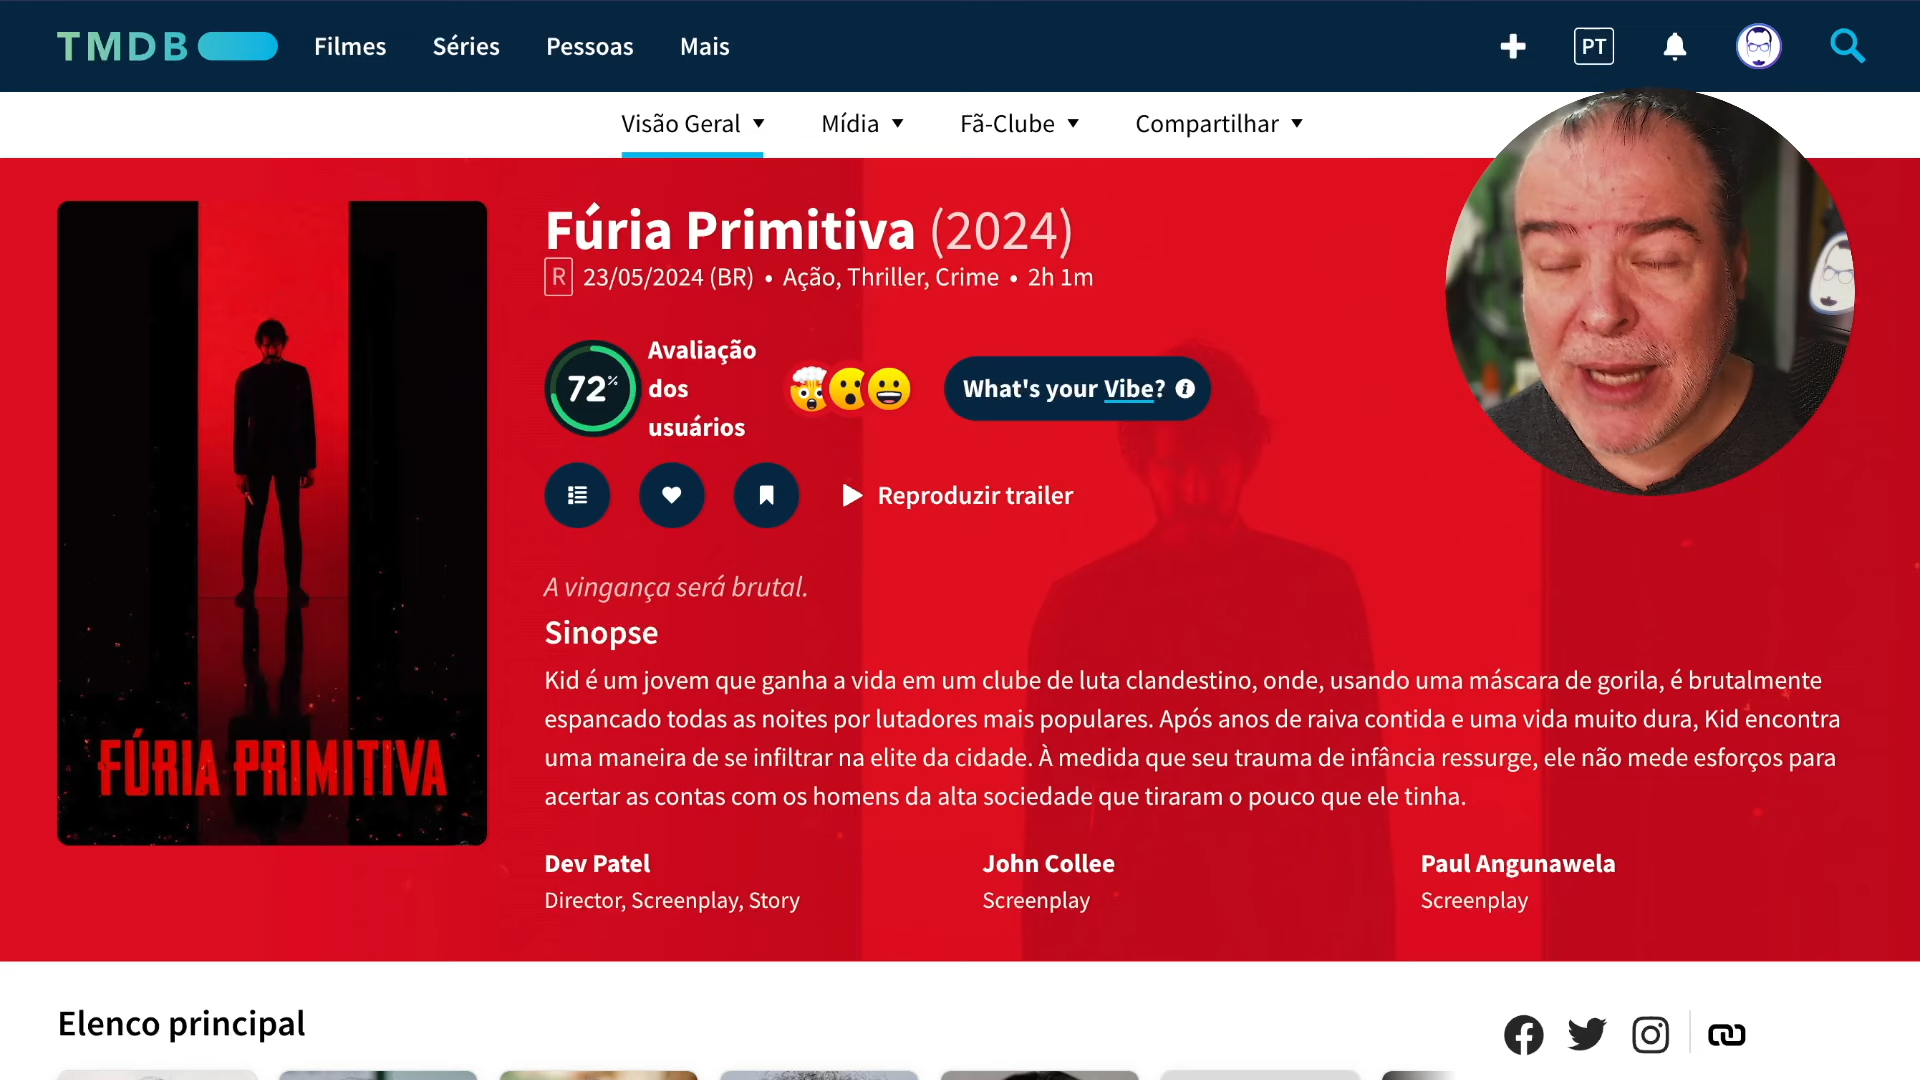 TMDB
Filmes
Séries
Pessoas
Mais
PT
Visão Geral
Mídia
Fã-Clube
Compartilhar
Fúria Primitiva (2024)
R 23/05/2024 (BR) • Ação, Thriller, Crime • 2h 1m
72%
Avaliação
dos
usuários
What's your Vibe?
Reproduzir trailer
A vingança será brutal.
Sinopse
Kid é um jovem que ganha a vida em um clube de luta clandestino, onde, usando uma máscara de gorila, é brutalmente
espancado todas as noites por lutadores mais populares. Após anos de raiva contida e uma vida muito dura, Kid encontra
uma maneira de se infiltrar na elite da cidade. À medida que seu trauma de infância ressurge, ele não mede esforços para
acertar as contas com os homens da alta sociedade que tiraram o pouco que ele tinha.
FÚRIA PRIMITIVA
Dev Patel
Director, Screenplay, Story
John Collee
Screenplay
Paul Angunawela
Screenplay
Elenco principal